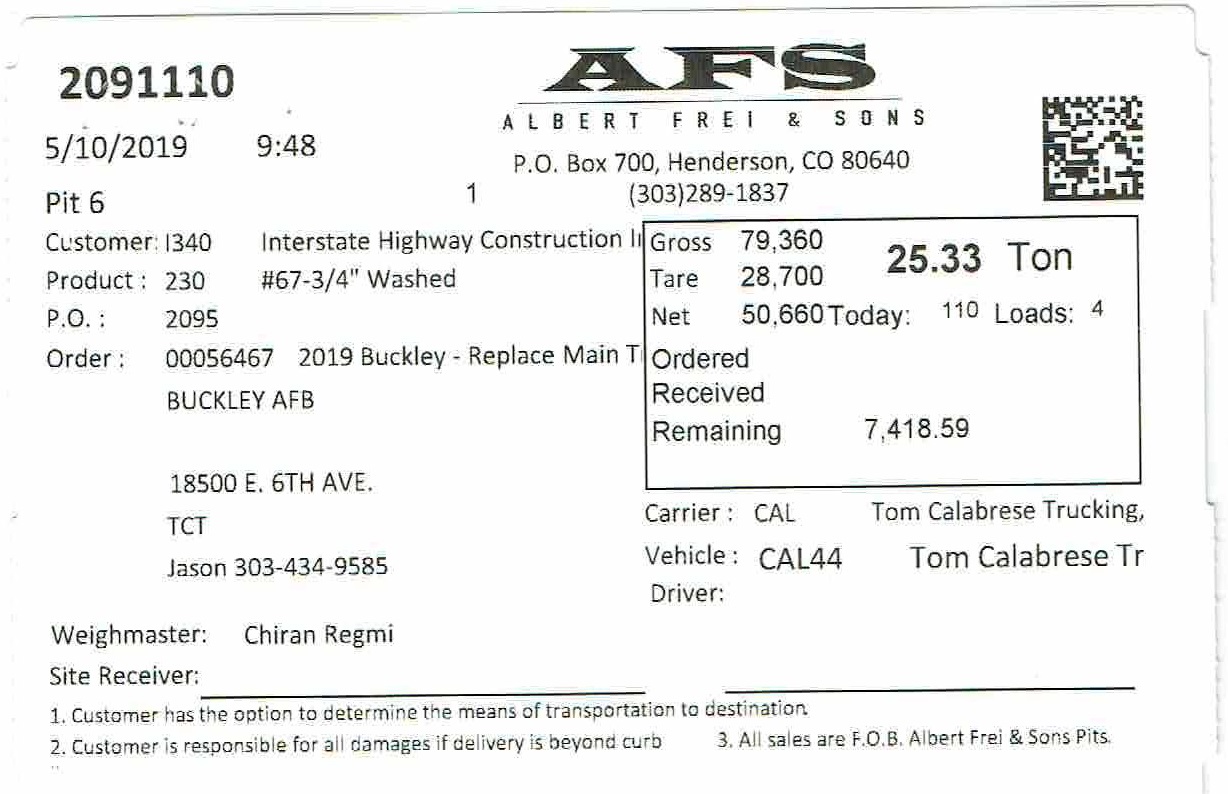 2091110
AFS
ALBERT FREI & SONS
5/10/2019 9:48
P.O. Box 700, Henderson, CO 80640
Pit 6 1 (303)289-1837
Customer: I340 Interstate Highway Construction I
Product : 230 #67-3/4" Washed
P.O. : 2095
Order : 00056467 2019 Buckley - Replace Main T
BUCKLEY AFB
18500 E. 6TH AVE.
TCT
Jason 303-434-9585
Gross 79,360 25.33 Ton
Tare 28,700
Net 50,660 Today: 110 Loads: 4
Ordered
Received
Remaining 7,418.59
Carrier : CAL Tom Calabrese Trucking,
Vehicle : CAL44 Tom Calabrese Tr
Driver:
Weighmaster: Chiran Regmi
Site Receiver:
1. Customer has the option to determine the means of transportation to destination
2. Customer is responsible for all damages if delivery is beyond curb 3. All sales are F.O.B. Albert Frei & Sons Pits.